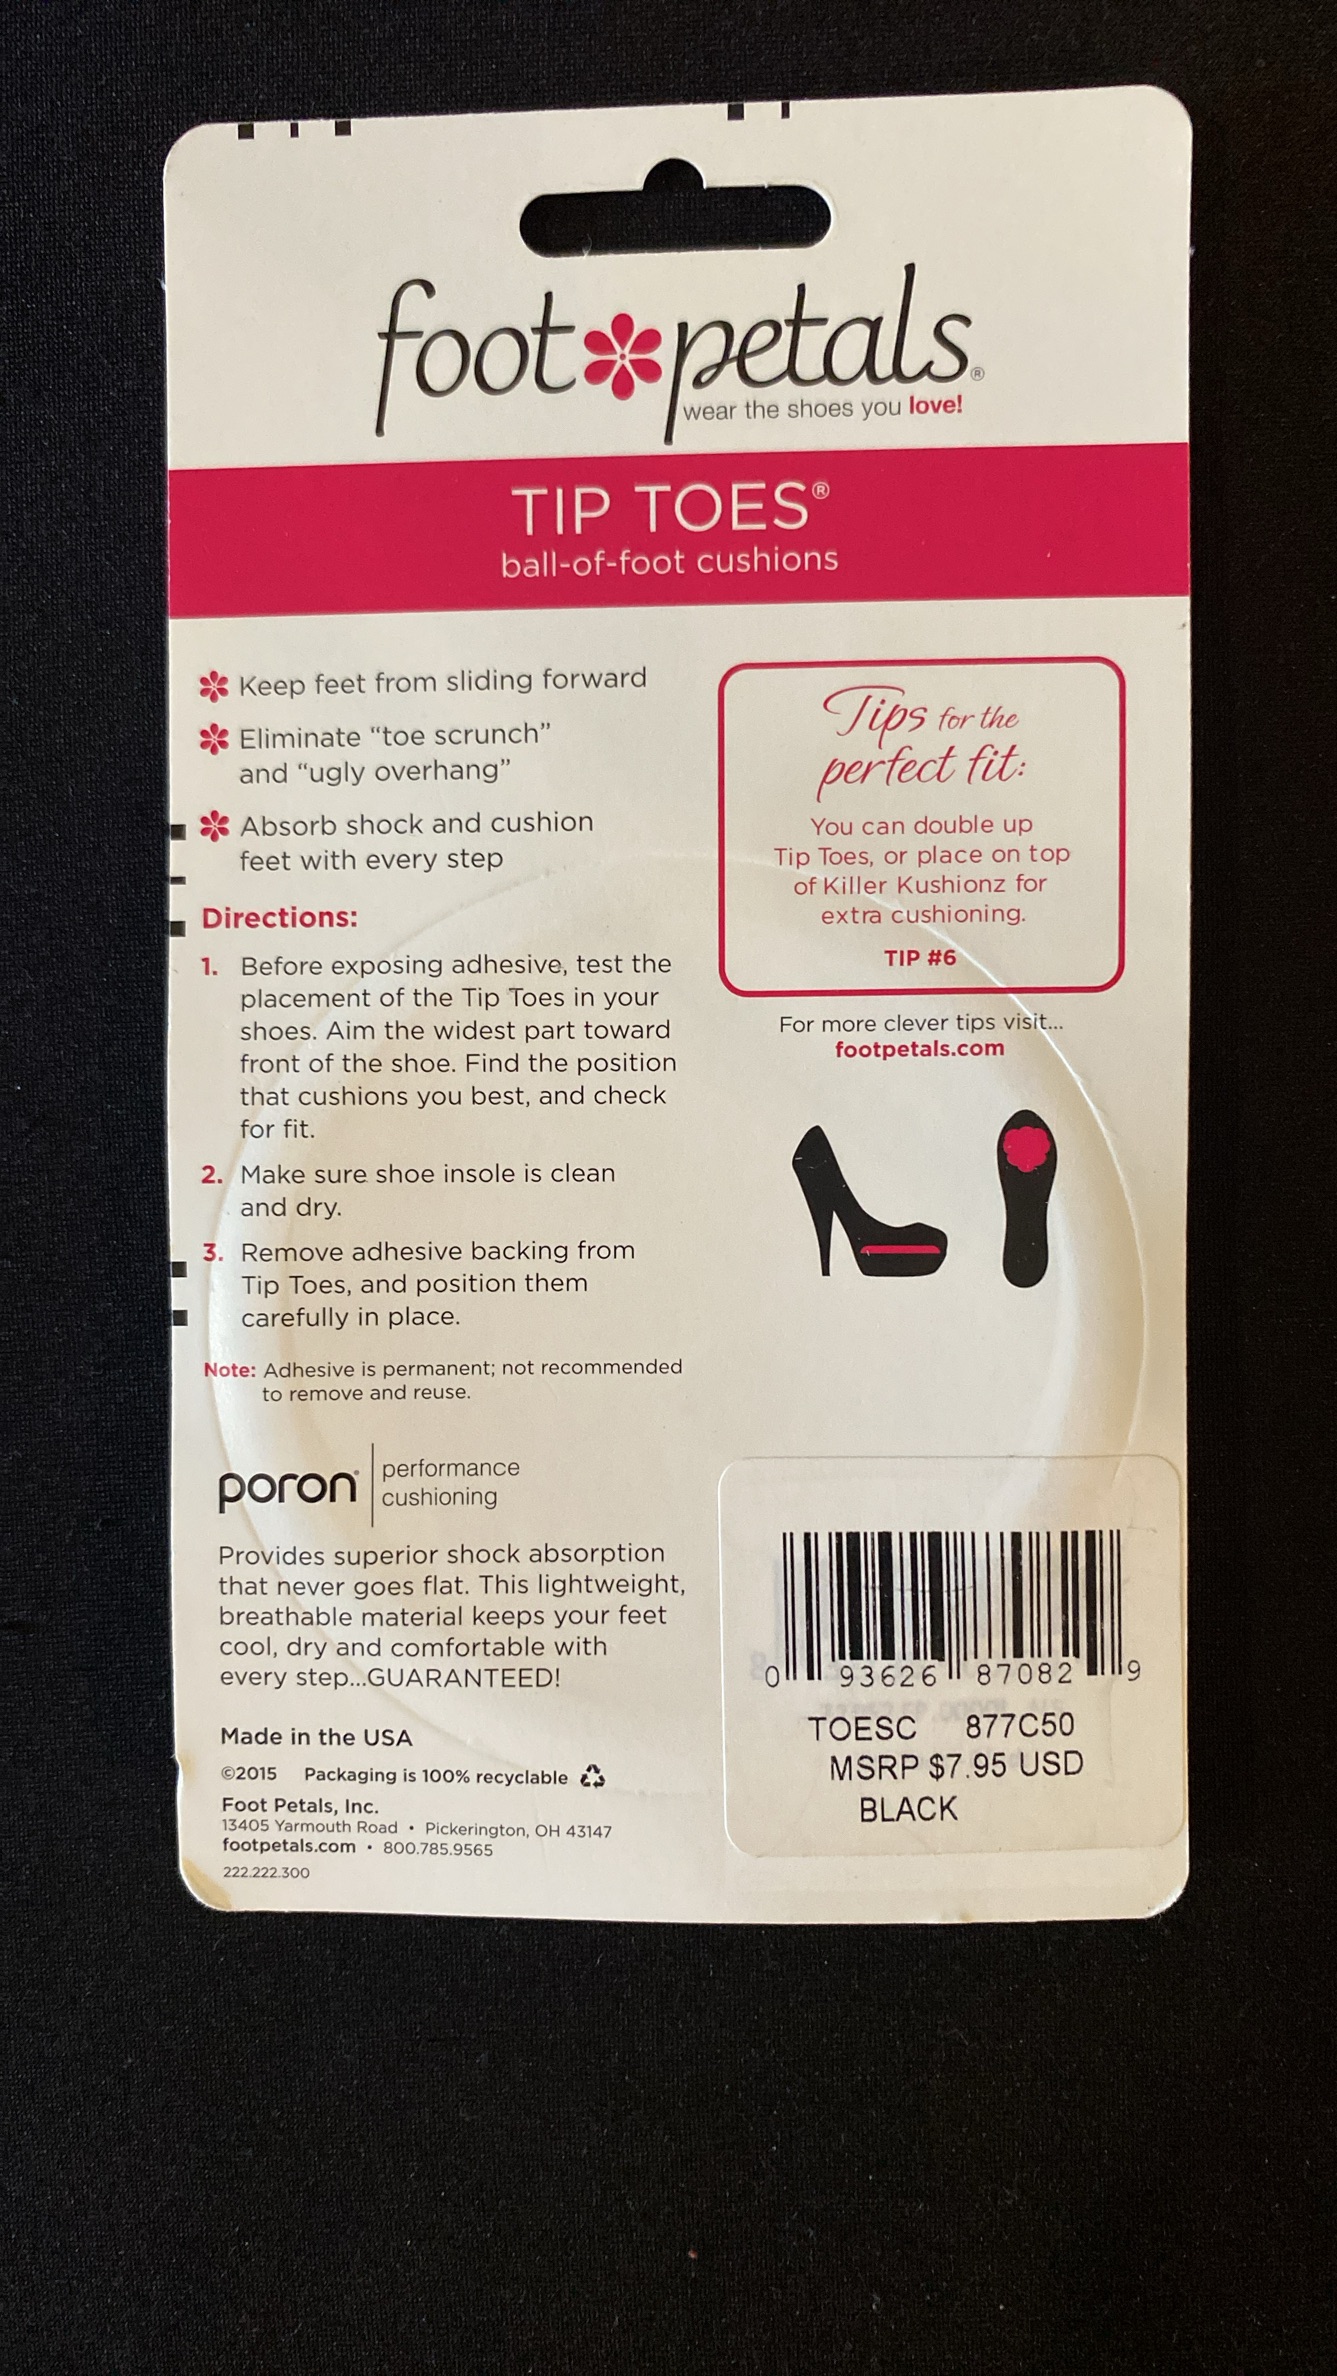 foot petals®
wear the shoes you love!
TIP TOES®
ball-of-foot cushions
Keep feet from sliding forward
Eliminate “toe scrunch”
and “ugly overhang”
Absorb shock and cushion
feet with every step
Directions:
1. Before exposing adhesive, test the
placement of the Tip Toes in your
shoes. Aim the widest part toward
front of the shoe. Find the position
that cushions you best, and check
for fit.
2. Make sure shoe insole is clean
and dry.
3. Remove adhesive backing from
Tip Toes, and position them
carefully in place.
Note: Adhesive is permanent; not recommended
to remove and reuse.
poron
performance
cushioning
Provides superior shock absorption
that never goes flat. This lightweight,
breathable material keeps your feet
cool, dry and comfortable with
every step...GUARANTEED!
Made in the USA
©2015 Packaging is 100% recyclable
Foot Petals, Inc.
13405 Yarmouth Road • Pickerington, OH 43147
footpetals.com • 800.785.9565
222.222.300
Tips for the
perfect fit:
You can double up
Tip Toes, or place on top
of Killer Kushionz for
extra cushioning.
TIP #6
For more clever tips visit...
footpetals.com
0 93626 87082 9
TOESC 877C50
MSRP $7.95 USD
BLACK